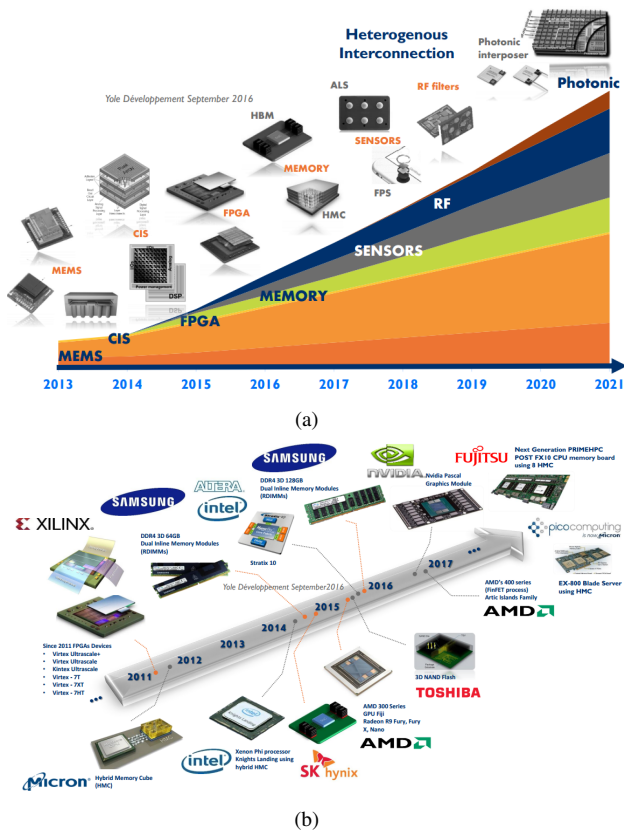 Heterogenous
Interconnection
Photonic
interposer
Photonic
Yole Développement September 2016
ALS
RF filters
HBM
SENSORS
MEMORY
FPS
HMC
FPGA
CIS
RF
MEMS
SENSORS
DSP
MEMORY
FPGA
CIS
MEMS
2013 2014 2015 2016 2017 2018 2019 2020 2021
(a)
SAMSUNG
DDR4 3D 128GB
Dual Inline Memory Modules
(RDIMMs)
NVIDIA
Nvidia Pascal
Graphics Module
FUJITSU
Next Generation PRIMEHPC
POST FX10 CPU memory board
using 8 HMC
SAMSUNG
ALTERA
intel
XILINX
DDR4 3D 64GB
Dual Inline Memory Modules
(RDIMMs)
Stratix 10
picocomputing
is now Micron
EX-800 Blade Server
using HMC
Yole Développement September2016
2011 2012 2013 2014 2015 2016 2017
AMD's 400 series
(FinFET process)
Artic Islands Family
AMD
Since 2011 FPGAs Devices
• Virtex Ultrascale+
• Virtex Ultrascale
• Kintex Ultrascale
• Virtex - 7T
• Virtex - 7XT
• Virtex - 7HT
3D NAND Flash
TOSHIBA
Micron
Hybrid Memory Cube
(HMC)
intel
Xenon Phi processor
Knights Landing using
hybrid HMC
SK hynix
AMD 300 Series
GPU Fiji
Radeon R9 Fury, Fury
X, Nano
AMD
(b)